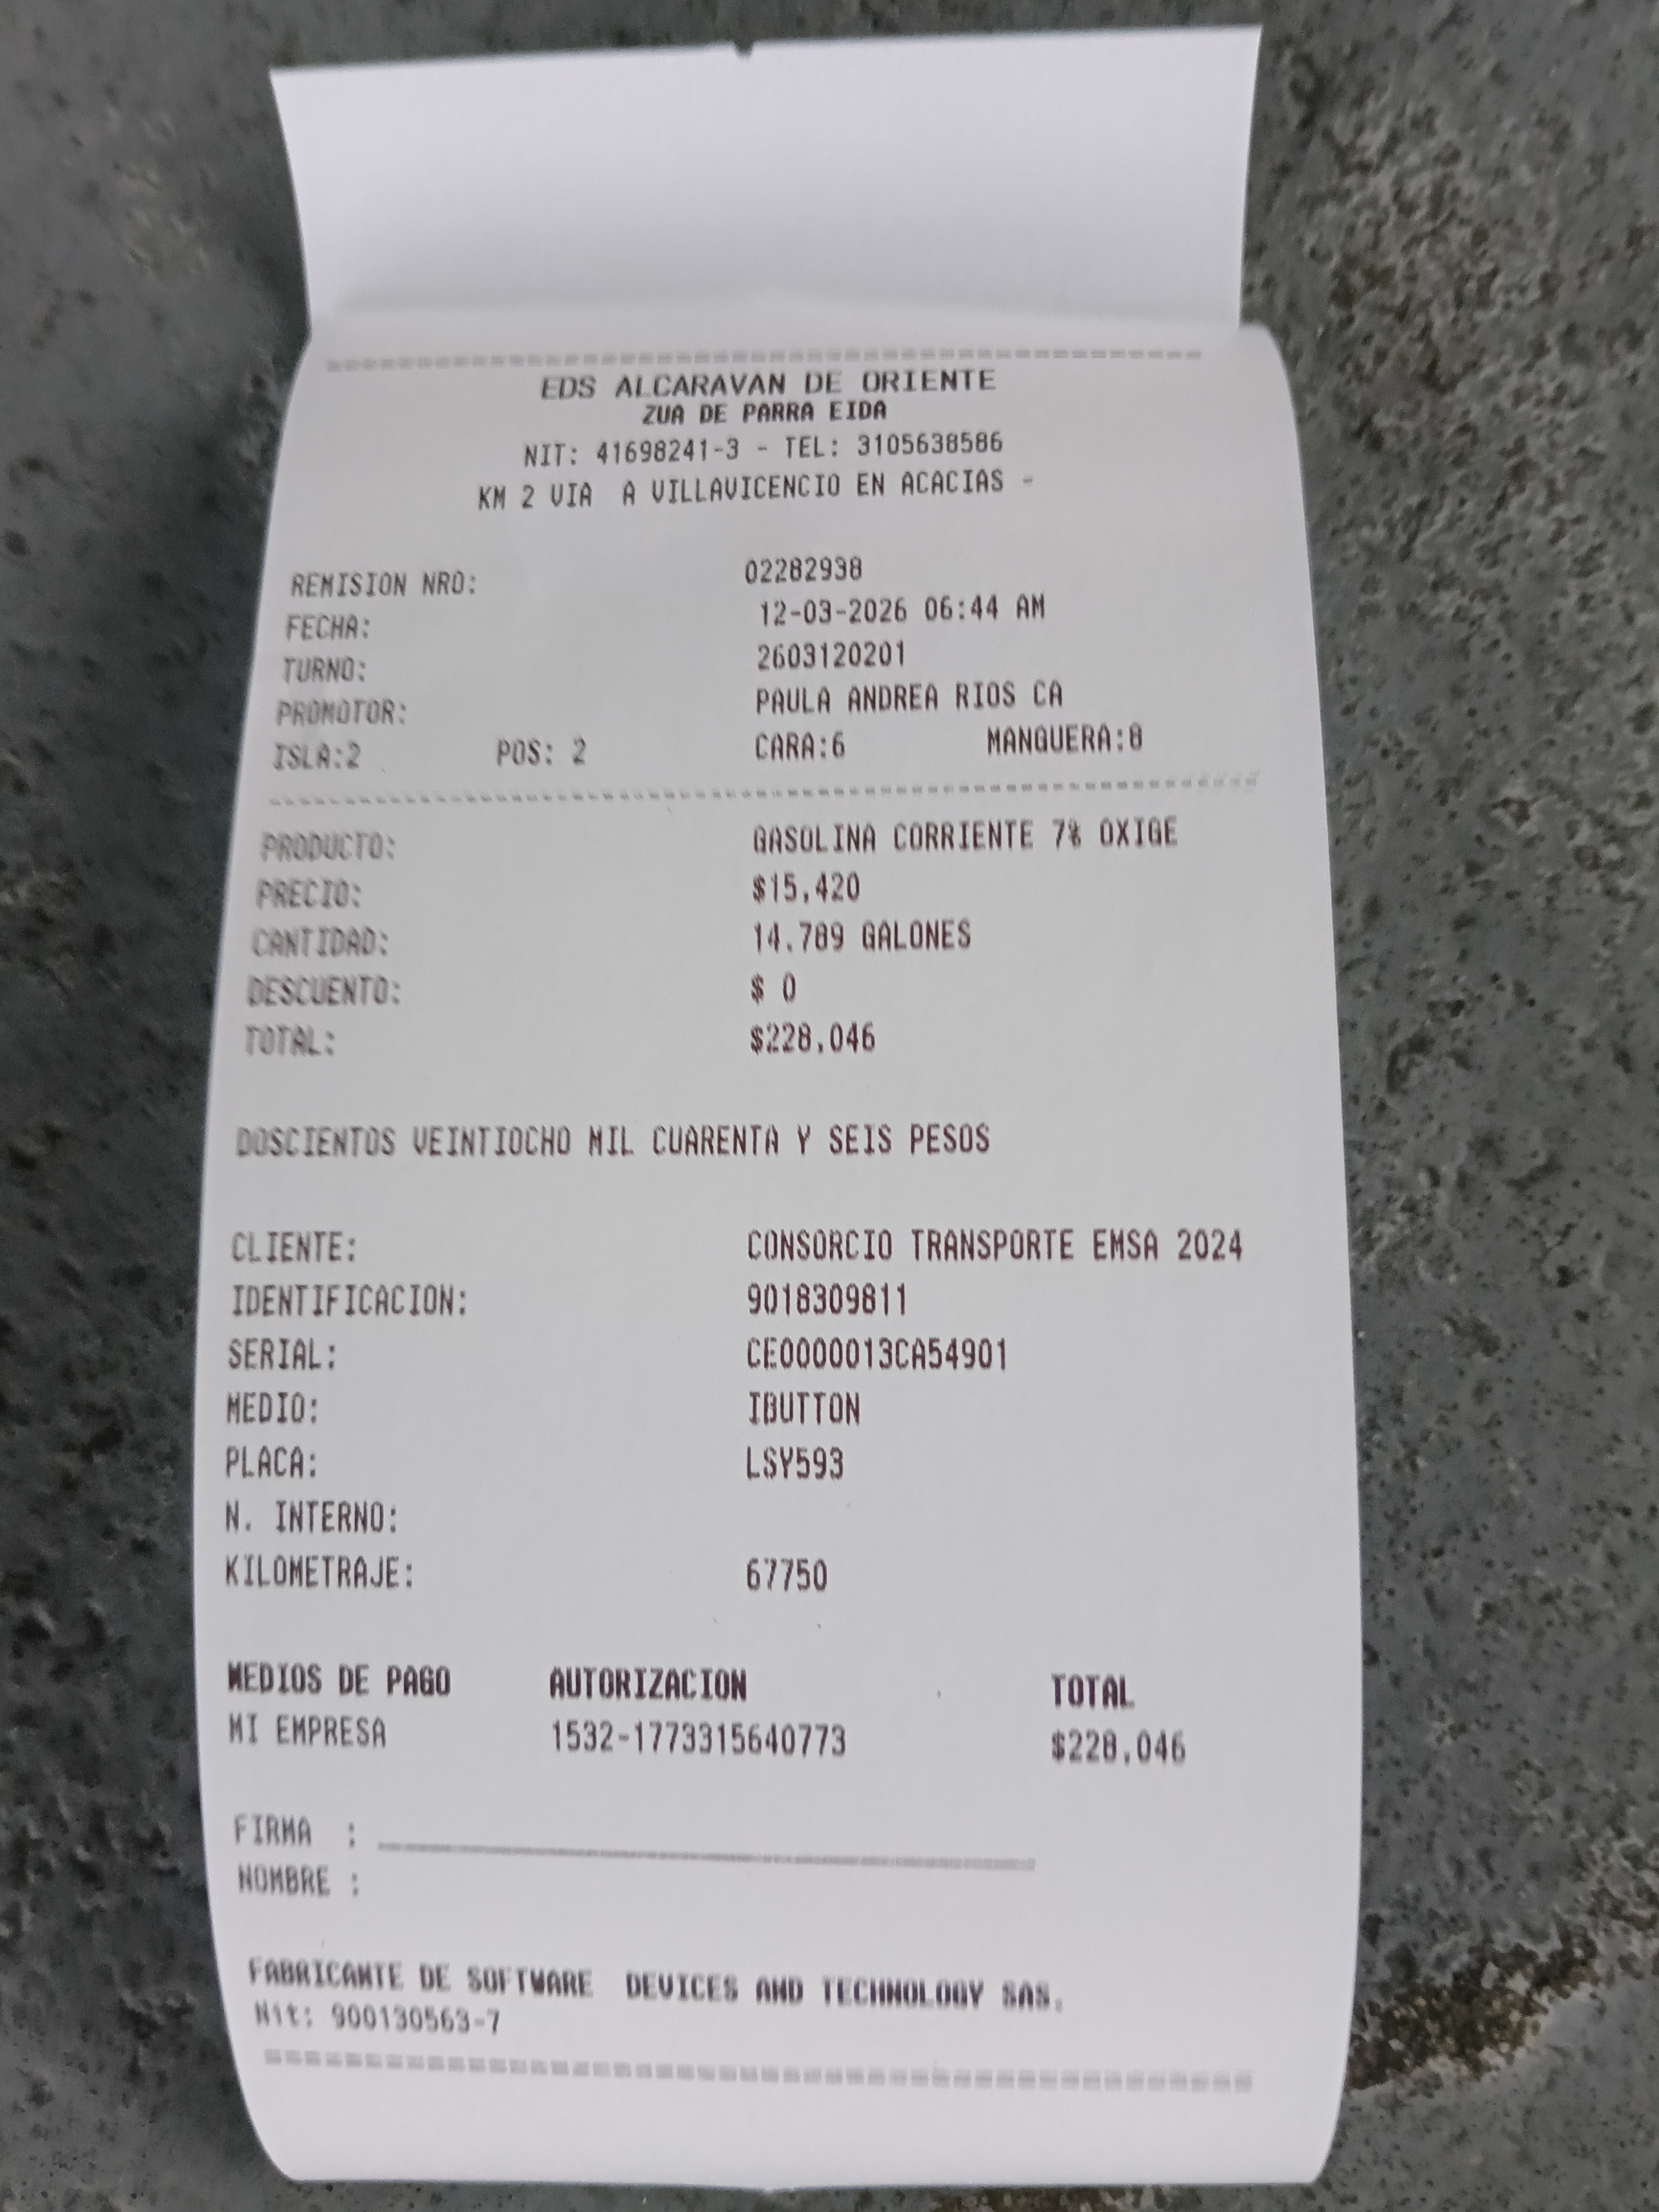 EDS ALCARAVAN DE ORIENTE
ZUA DE PARRA EIDA
NIT: 41698241-3 - TEL: 3105638586
KM 2 VIA A VILLAVICENCIO EN ACACIAS -
REMISION NRO: 02282938
FECHA: 12-03-2026 06:44 AM
TURNO: 2603120201
PROMOTOR: PAULA ANDREA RIOS CA
ISLA:2 POS: 2 CARA:6 MANGUERA:8
PRODUCTO: GASOLINA CORRIENTE 7% OXIGE
PRECIO: $15,420
CANTIDAD: 14.789 GALONES
DESCUENTO: $ 0
TOTAL: $228,046
DOSCIENTOS VEINTIOCHO MIL CUARENTA Y SEIS PESOS
CLIENTE: CONSORCIO TRANSPORTE EMSA 2024
IDENTIFICACION: 9018309811
SERIAL: CE0000013CA54901
MEDIO: IBUTTON
PLACA: LSY593
N. INTERNO:
KILOMETRAJE: 67750
MEDIOS DE PAGO AUTORIZACION TOTAL
MI EMPRESA 1532-1773315640773 $228,046
FIRMA :
NOMBRE :
FABRICANTE DE SOFTWARE DEVICES AND TECHNOLOGY SAS.
Nit: 900130563-7